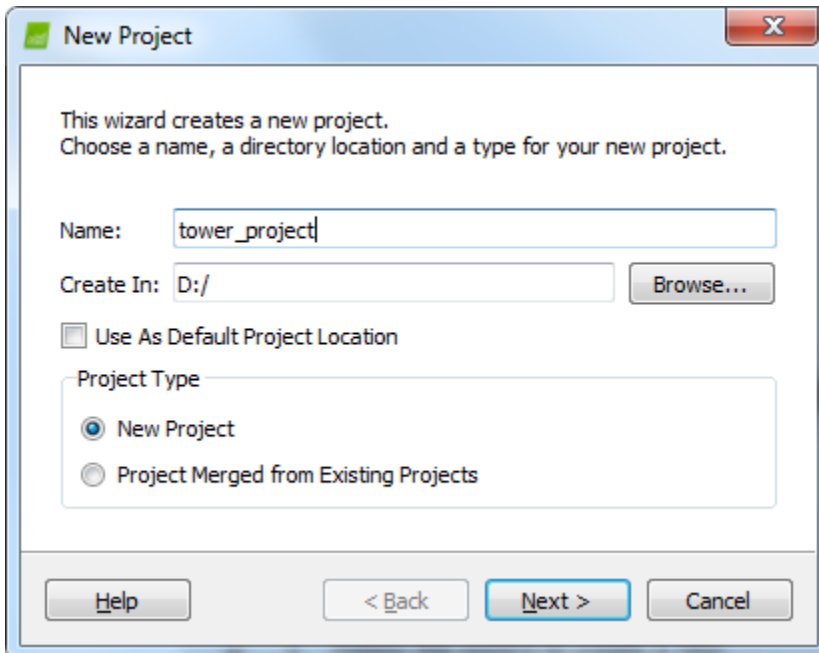 New Project
This wizard creates a new project.
Choose a name, a directory location and a type for your new project.
Name: tower_project
Create In: D:/ Browse...
Use As Default Project Location
Project Type
New Project
Project Merged from Existing Projects
Help < Back Next > Cancel